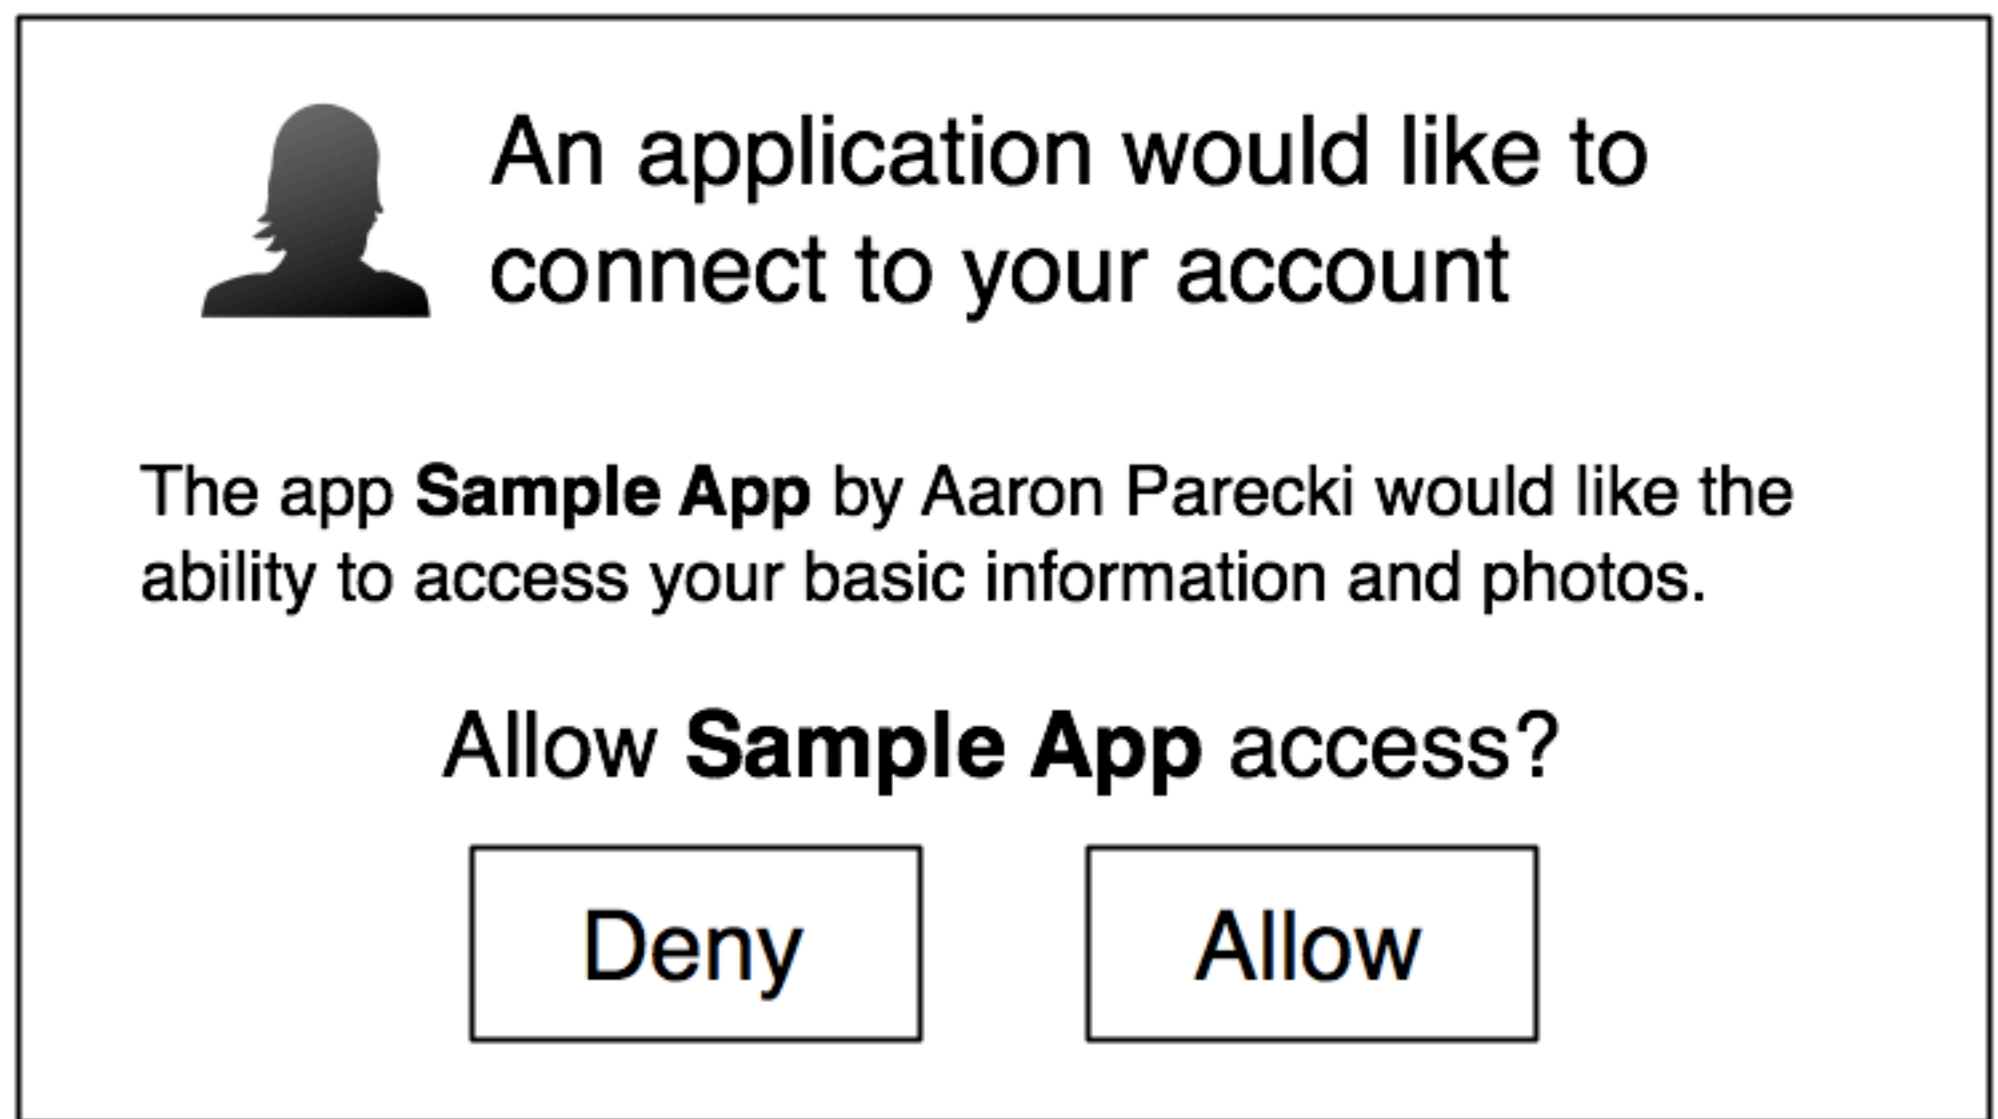 An application would like to
connect to your account
The app Sample App by Aaron Parecki would like the
ability to access your basic information and photos.
Allow Sample App access?
Deny
Allow